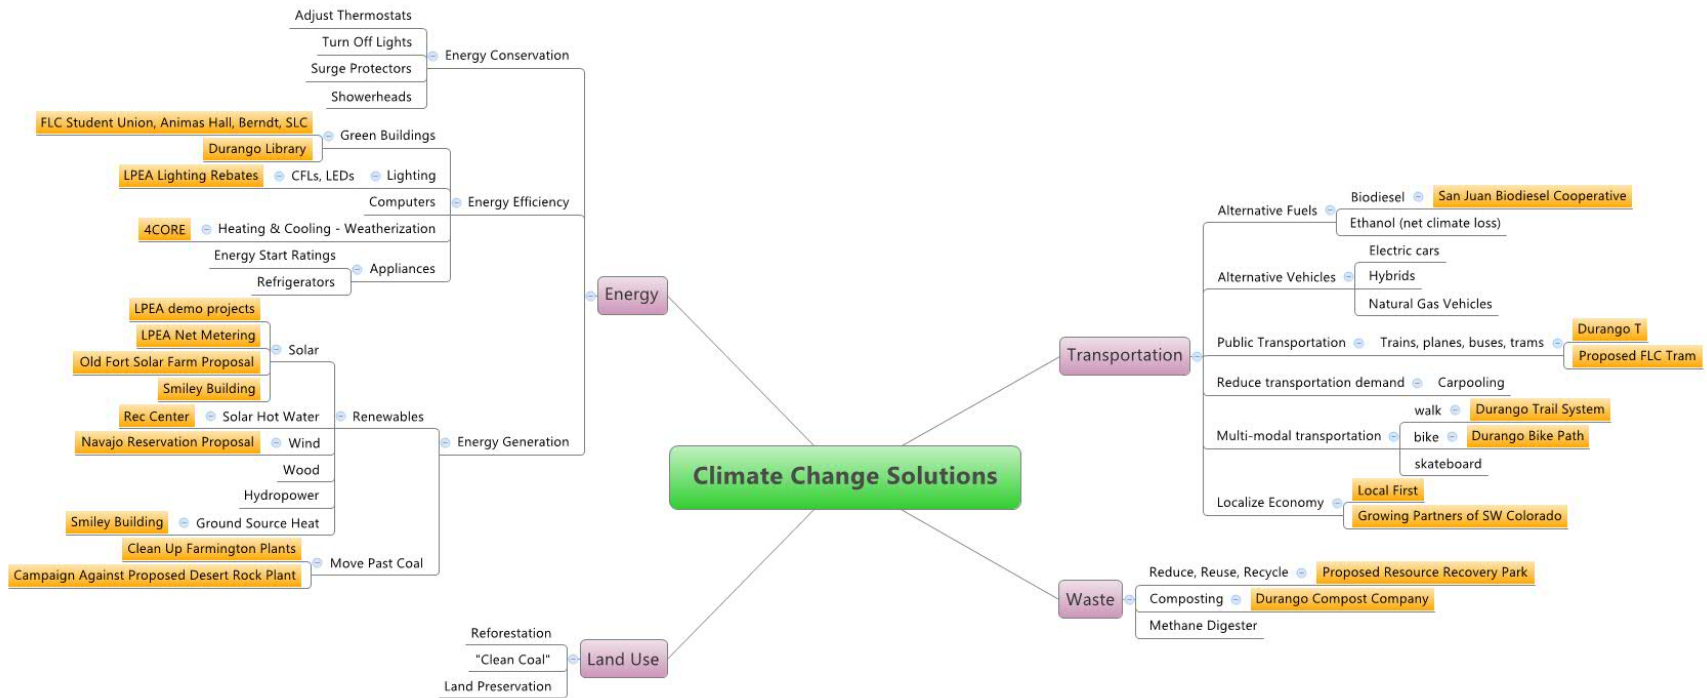 Climate Change Solutions
Energy
Energy Conservation
Adjust Thermostats
Turn Off Lights
Surge Protectors
Showerheads
Energy Efficiency
Green Buildings
FLC Student Union, Animas Hall, Berndt, SLC
Durango Library
Lighting
CFLs, LEDs
LPEA Lighting Rebates
Computers
Heating & Cooling - Weatherization
4CORE
Appliances
Energy Start Ratings
Refrigerators
Energy Generation
Renewables
Solar
LPEA demo projects
LPEA Net Metering
Old Fort Solar Farm Proposal
Smiley Building
Solar Hot Water
Rec Center
Wind
Navajo Reservation Proposal
Wood
Hydropower
Ground Source Heat
Smiley Building
Move Past Coal
Clean Up Farmington Plants
Campaign Against Proposed Desert Rock Plant
Land Use
Reforestation
"Clean Coal"
Land Preservation
Transportation
Alternative Fuels
Biodiesel
San Juan Biodiesel Cooperative
Ethanol (net climate loss)
Alternative Vehicles
Electric cars
Hybrids
Natural Gas Vehicles
Public Transportation
Trains, planes, buses, trams
Durango T
Proposed FLC Tram
Reduce transportation demand
Carpooling
Multi-modal transportation
walk
Durango Trail System
bike
Durango Bike Path
skateboard
Localize Economy
Local First
Growing Partners of SW Colorado
Waste
Reduce, Reuse, Recycle
Proposed Resource Recovery Park
Composting
Durango Compost Company
Methane Digester